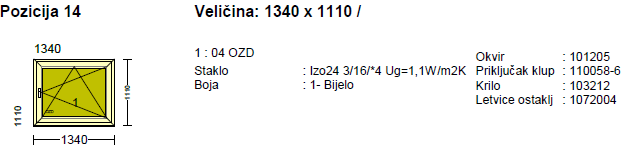 Pozicija 14
Veličina: 1340 x 1110 /
1340
1
1110
1110
1340
1 : 04 OZD
Staklo : Izo24 3/16/*4 Ug=1,1W/m2K
Boja : 1- Bijelo
Okvir : 101205
Priključak klup : 110058-6
Krilo : 103212
Letvice ostaklj : 1072004